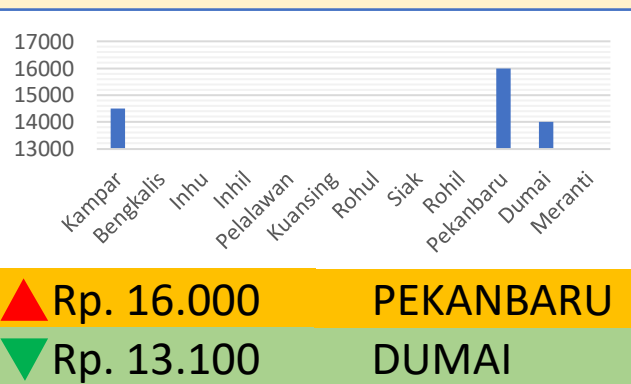 17000
16000
15000
14000
13000
Kampar Bengkalis Inhu Inhil Pelalawan Kuansing Rohul Siak Rohil Pekanbaru Dumai Meranti
Rp. 16.000 PEKANBARU
Rp. 13.100 DUMAI